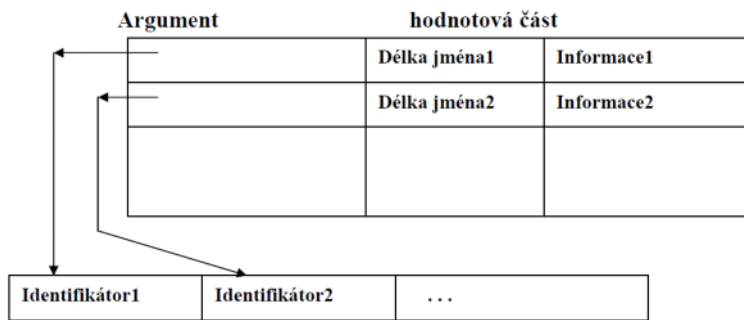 Argument hodnotová část
Délka jména1 Informace1
Délka jména2 Informace2
Identifikátor1 Identifikátor2 . . .